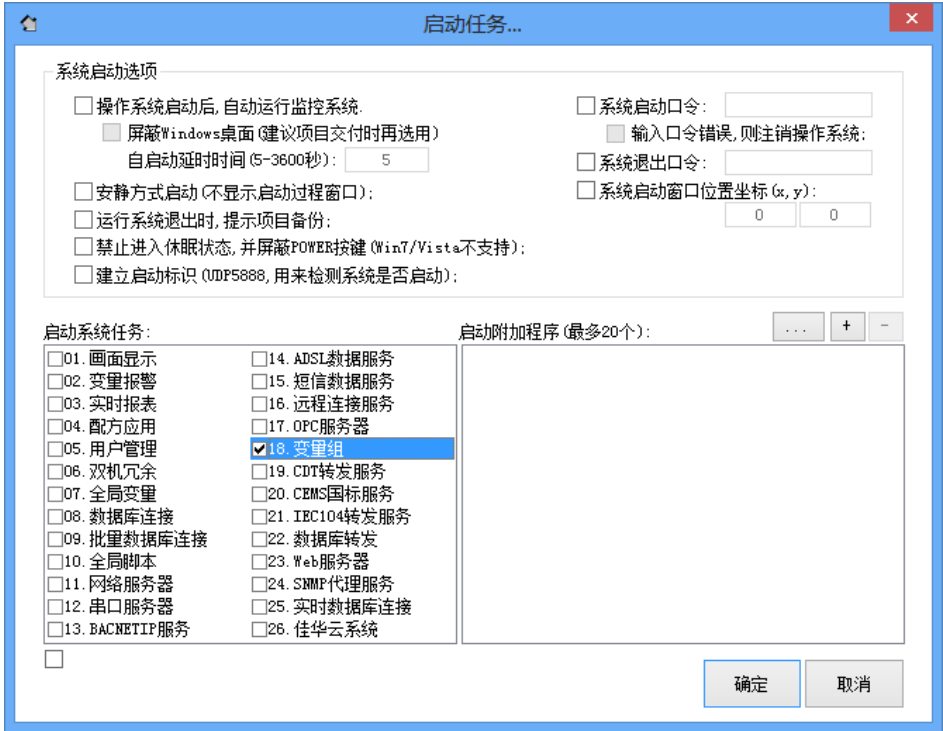 启动任务...
系统启动选项
操作系统启动后,自动运行监控系统.
屏蔽Windows桌面(建议项目交付时再选用)
自启动延时时间(5-3600秒): 5
安静方式启动(不显示启动过程窗口);
运行系统退出时,提示项目备份;
禁止进入休眠状态,并屏蔽POWER按键(Win7/Vista不支持);
建立启动标识(UDP5888,用来检测系统是否启动);
系统启动口令:
输入口令错误,则注销操作系统;
系统退出口令:
系统启动窗口位置坐标(x,y):
0 0
启动系统任务:
01.画面显示
02.变量报警
03.实时报表
04.配方应用
05.用户管理
06.双机冗余
07.全局变量
08.数据库连接
09.批量数据库连接
10.全局脚本
11.网络服务器
12.串口服务器
13.BACNETIP服务
14.ADSL数据服务
15.短信数据服务
16.远程连接服务
17.OPC服务器
18.变量组
19.CDT转发服务
20.CEMS国标服务
21.IEC104转发服务
22.数据库转发
23.Web服务器
24.SNMP代理服务
25.实时数据库连接
26.佳华云系统
启动附加程序(最多20个):
... + -
确定 取消